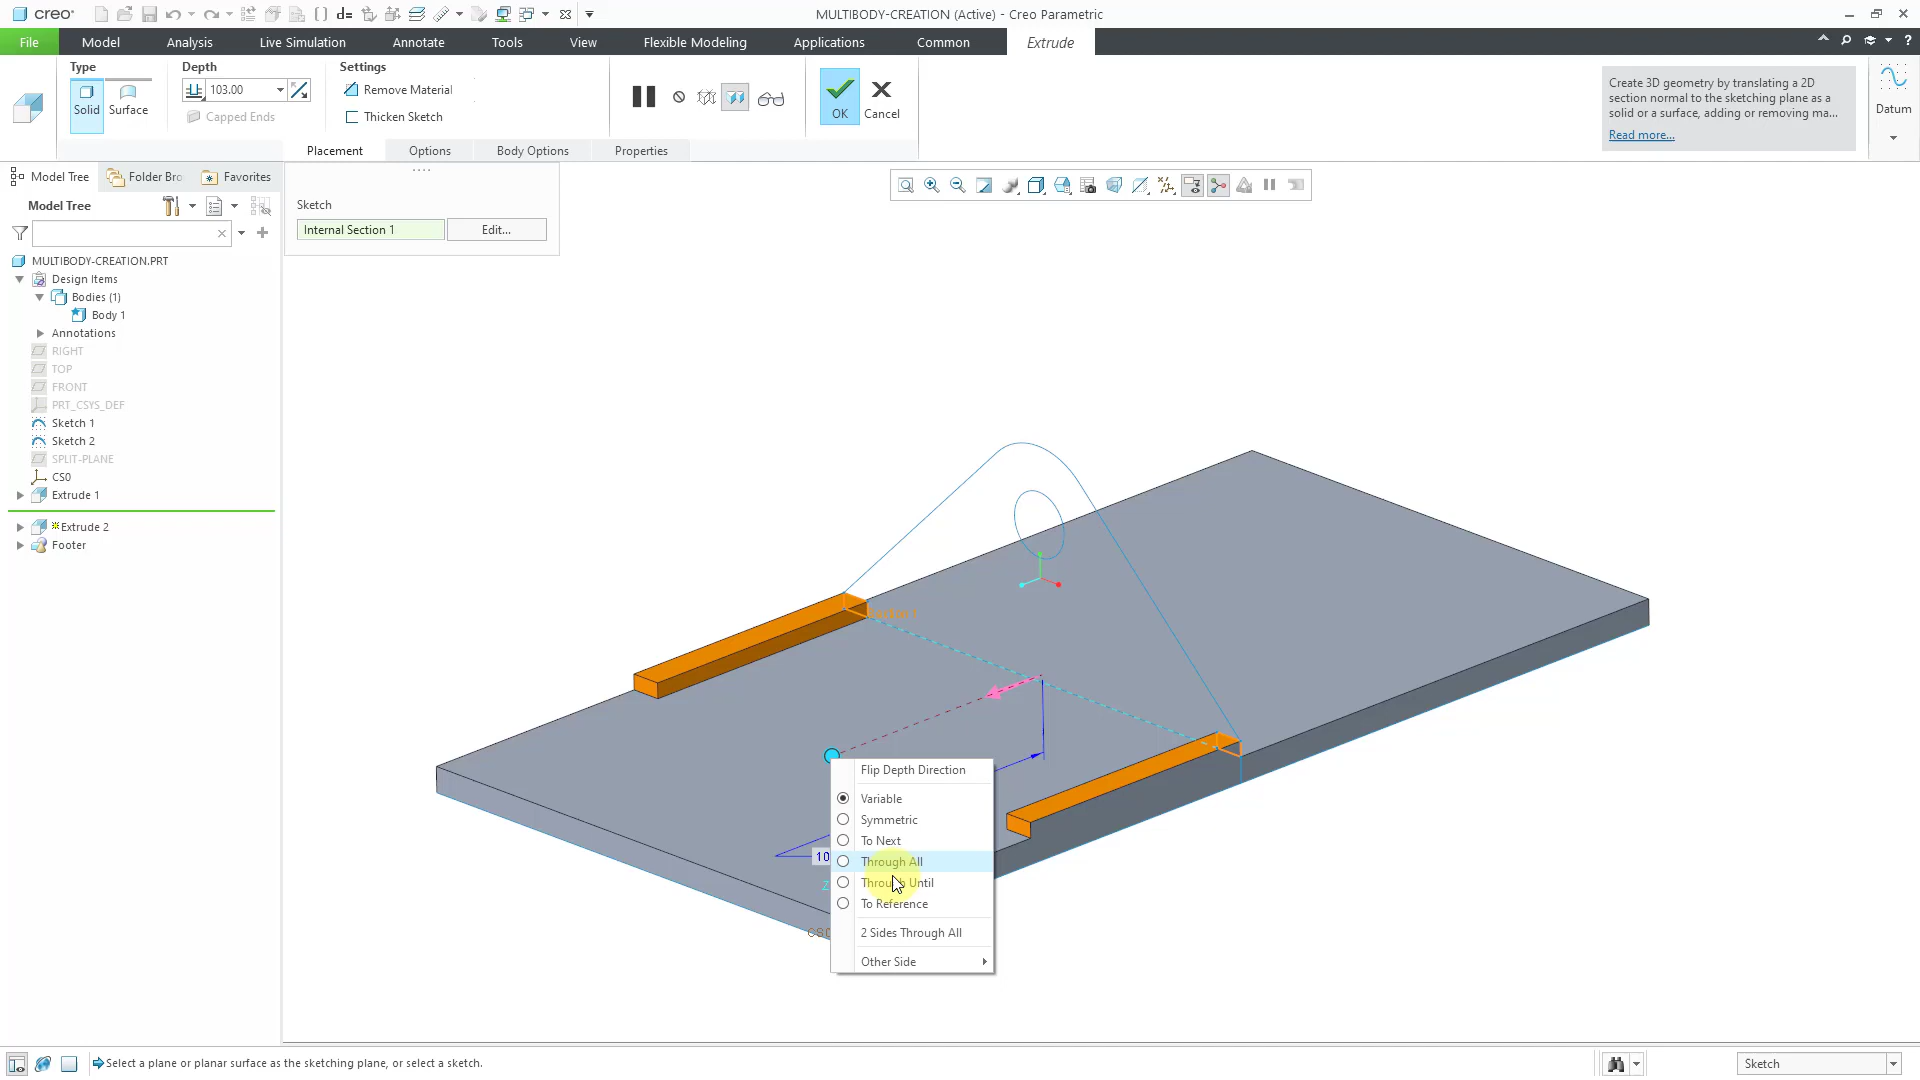 creo
MULTIBODY-CREATION (Active) - Creo Parametric
File
Model
Analysis
Live Simulation
Annotate
Tools
View
Flexible Modeling
Applications
Common
Extrude
Type
Depth
Settings
Solid
Surface
103.00
Capped Ends
Remove Material
Thicken Sketch
OK
Cancel
Create 3D geometry by translating a 2D
section normal to the sketching plane as a
solid or a surface, adding or removing ma...
Read more...
Datum
Placement
Options
Body Options
Properties
Model Tree
Folder Bro
Favorites
Model Tree
Sketch
Internal Section 1
Edit...
MULTIBODY-CREATION.PRT
Design Items
Bodies (1)
Body 1
Annotations
RIGHT
TOP
FRONT
PRT_CSYS_DEF
Sketch 1
Sketch 2
SPLIT-PLANE
CS0
Extrude 1
Extrude 2
Footer
Flip Depth Direction
Variable
Symmetric
To Next
Through All
Through Until
To Reference
2 Sides Through All
Other Side
10
Z
CS0
Select a plane or planar surface as the sketching plane, or select a sketch.
Sketch